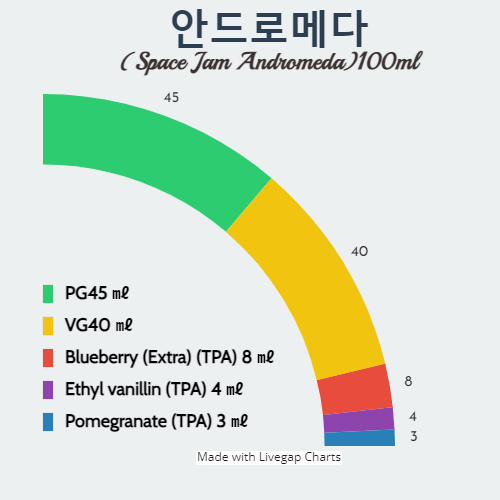 안드로메다
( Space Jam Andromeda)100ml
45
40
PG45 ㎖
VG40 ㎖
Blueberry (Extra) (TPA) 8 ㎖
8
Ethyl vanillin (TPA) 4 ㎖
4
Pomegranate (TPA) 3 ㎖
3
Made with Livegap Charts